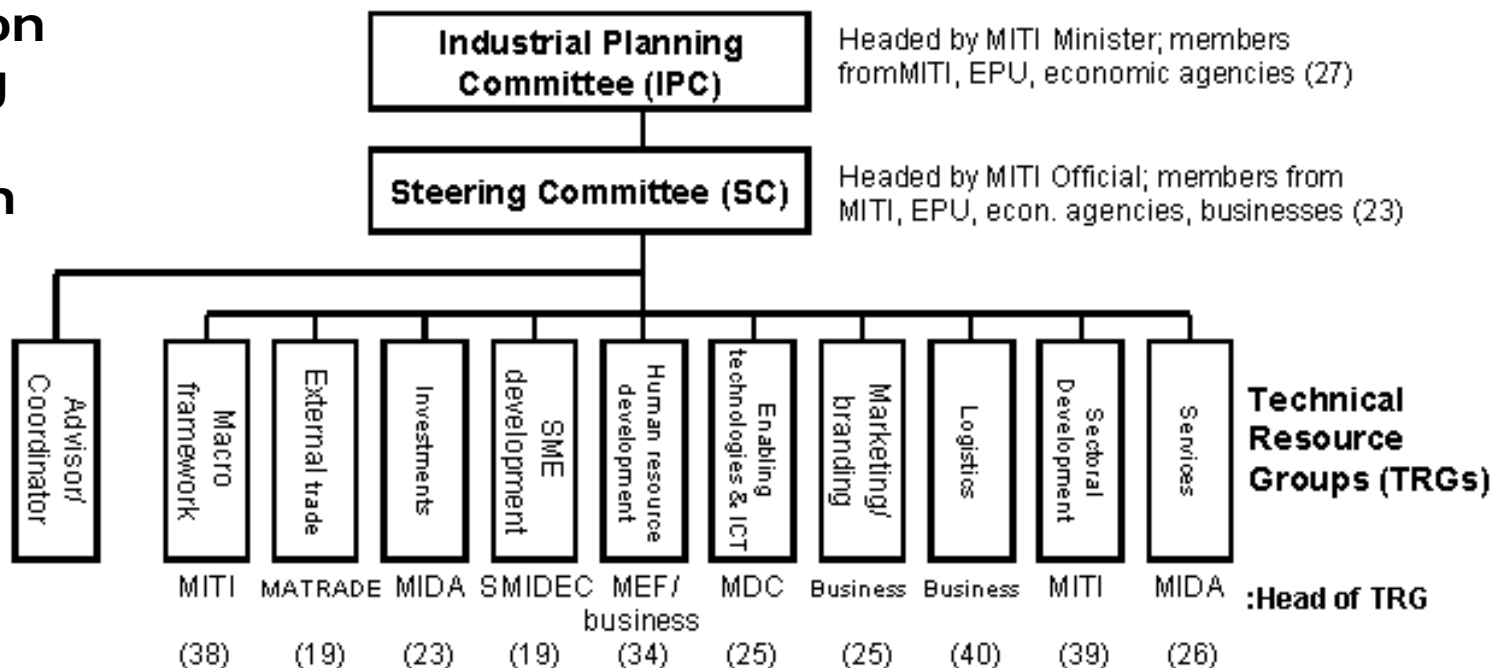 on
g
n
Industrial Planning
Committee (IPC)
Headed by MITI Minister; members
fromMITI, EPU, economic agencies (27)
Steering Committee (SC)
Headed by MITI Official; members from
MITI, EPU, econ. agencies, businesses (23)
Advisor/
Coordinator
Macro
framework
External trade
Investments
SME
development
Human resource
development
Enabling
technologies & ICT
Marketing/
branding
Logistics
Sectoral
Development
Services
Technical
Resource
Groups (TRGs)
MITI MATRADE MIDA SMIDEC MEF/
business MDC Business Business MITI MIDA :Head of TRG
(38) (19) (23) (19) (34) (25) (25) (40) (39) (26)